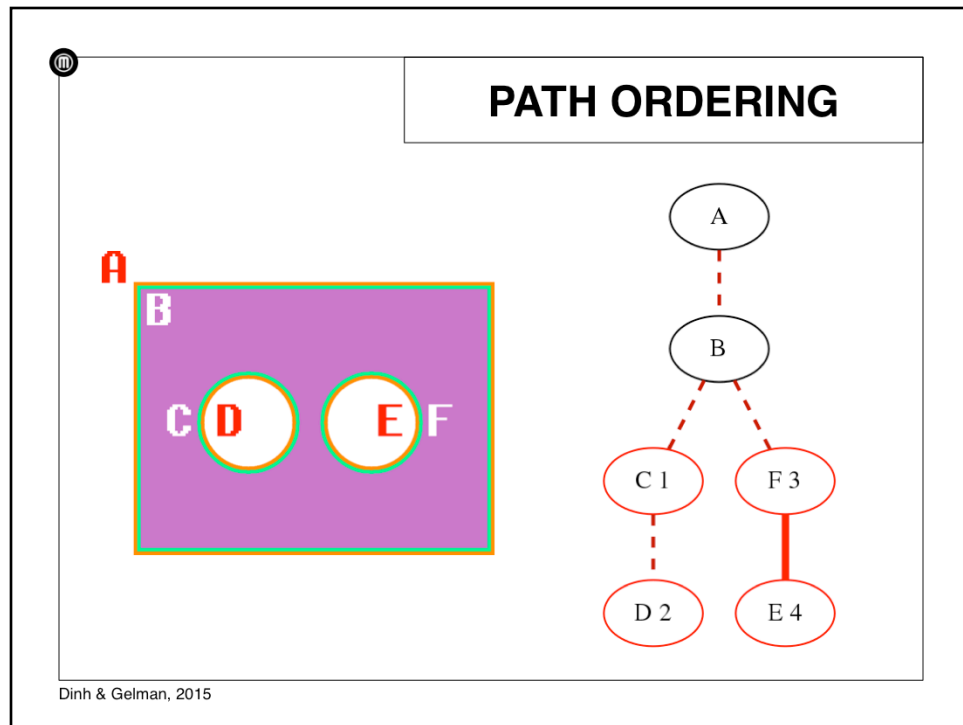 m
PATH ORDERING
A
B
C D E F
A
B
C 1 F 3
D 2 E 4
Dinh & Gelman, 2015